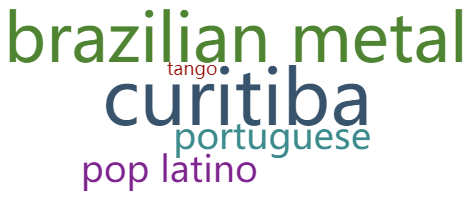 brazilian metal
tango
curitiba
portuguese
pop latino